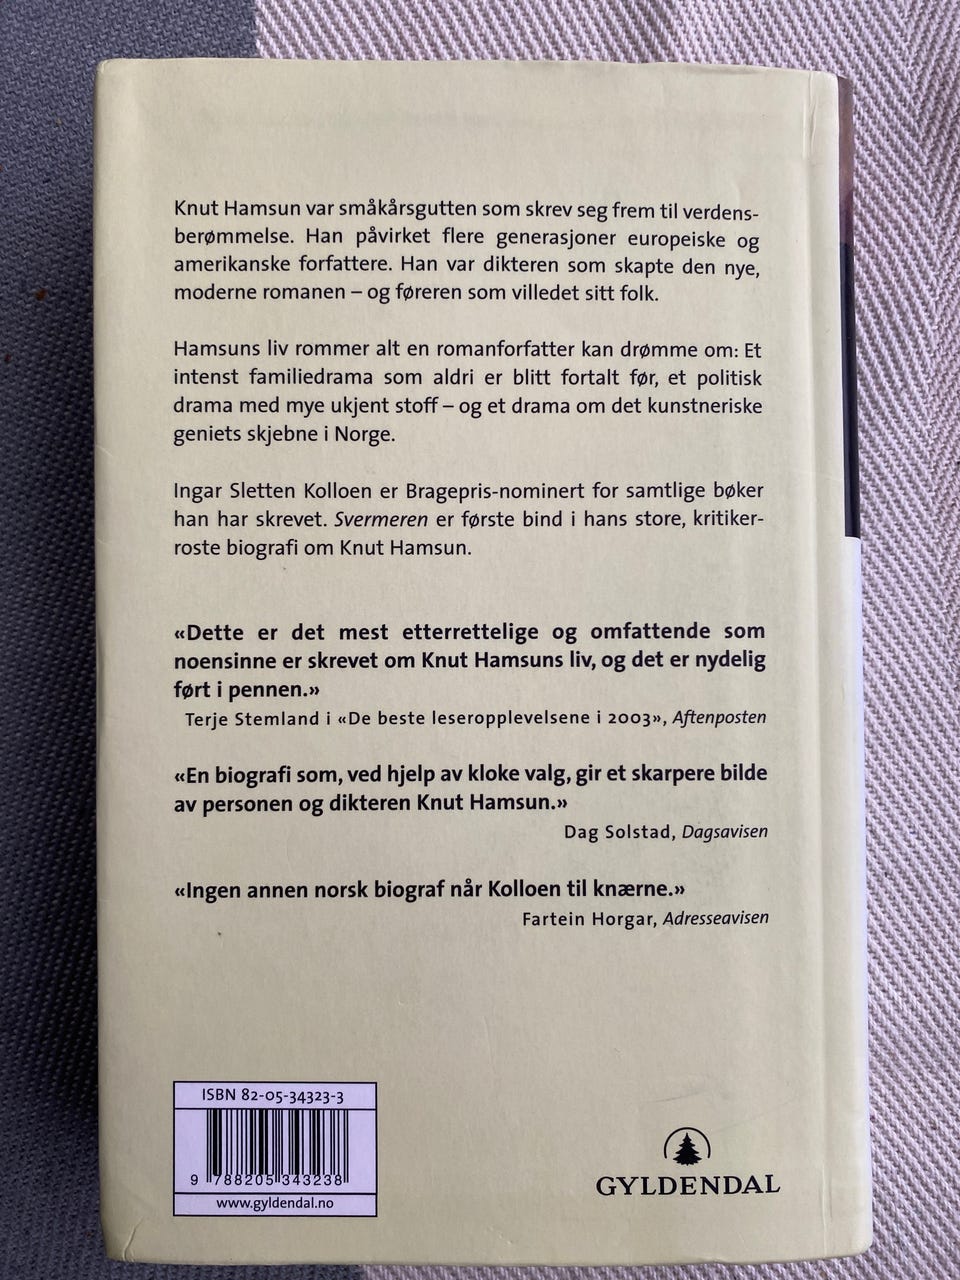 Knut Hamsun var småkårsgutten som skrev seg frem til verdens-
berømmelse. Han påvirket flere generasjoner europeiske og
amerikanske forfattere. Han var dikteren som skapte den nye,
moderne romanen – og føreren som villedet sitt folk.
Hamsuns liv rommer alt en romanforfatter kan drømme om: Et
intenst familiedrama som aldri er blitt fortalt før, et politisk
drama med mye ukjent stoff – og et drama om det kunstneriske
geniets skjebne i Norge.
Ingar Sletten Kolloen er Bragepris-nominert for samtlige bøker
han har skrevet. Svermeren er første bind i hans store, kritiker-
roste biografi om Knut Hamsun.
«Dette er det mest etterrettelige og omfattende som
noensinne er skrevet om Knut Hamsuns liv, og det er nydelig
ført i pennen.»
Terje Stemland i «De beste leseropplevelsene i 2003», Aftenposten
«En biografi som, ved hjelp av kloke valg, gir et skarpere bilde
av personen og dikteren Knut Hamsun.»
Dag Solstad, Dagsavisen
«Ingen annen norsk biograf når Kolloen til knærne.»
Fartein Horgar, Adresseavisen
ISBN 82-05-34323-3
9 788205 343238
www.gyldendal.no
GYLDENDAL